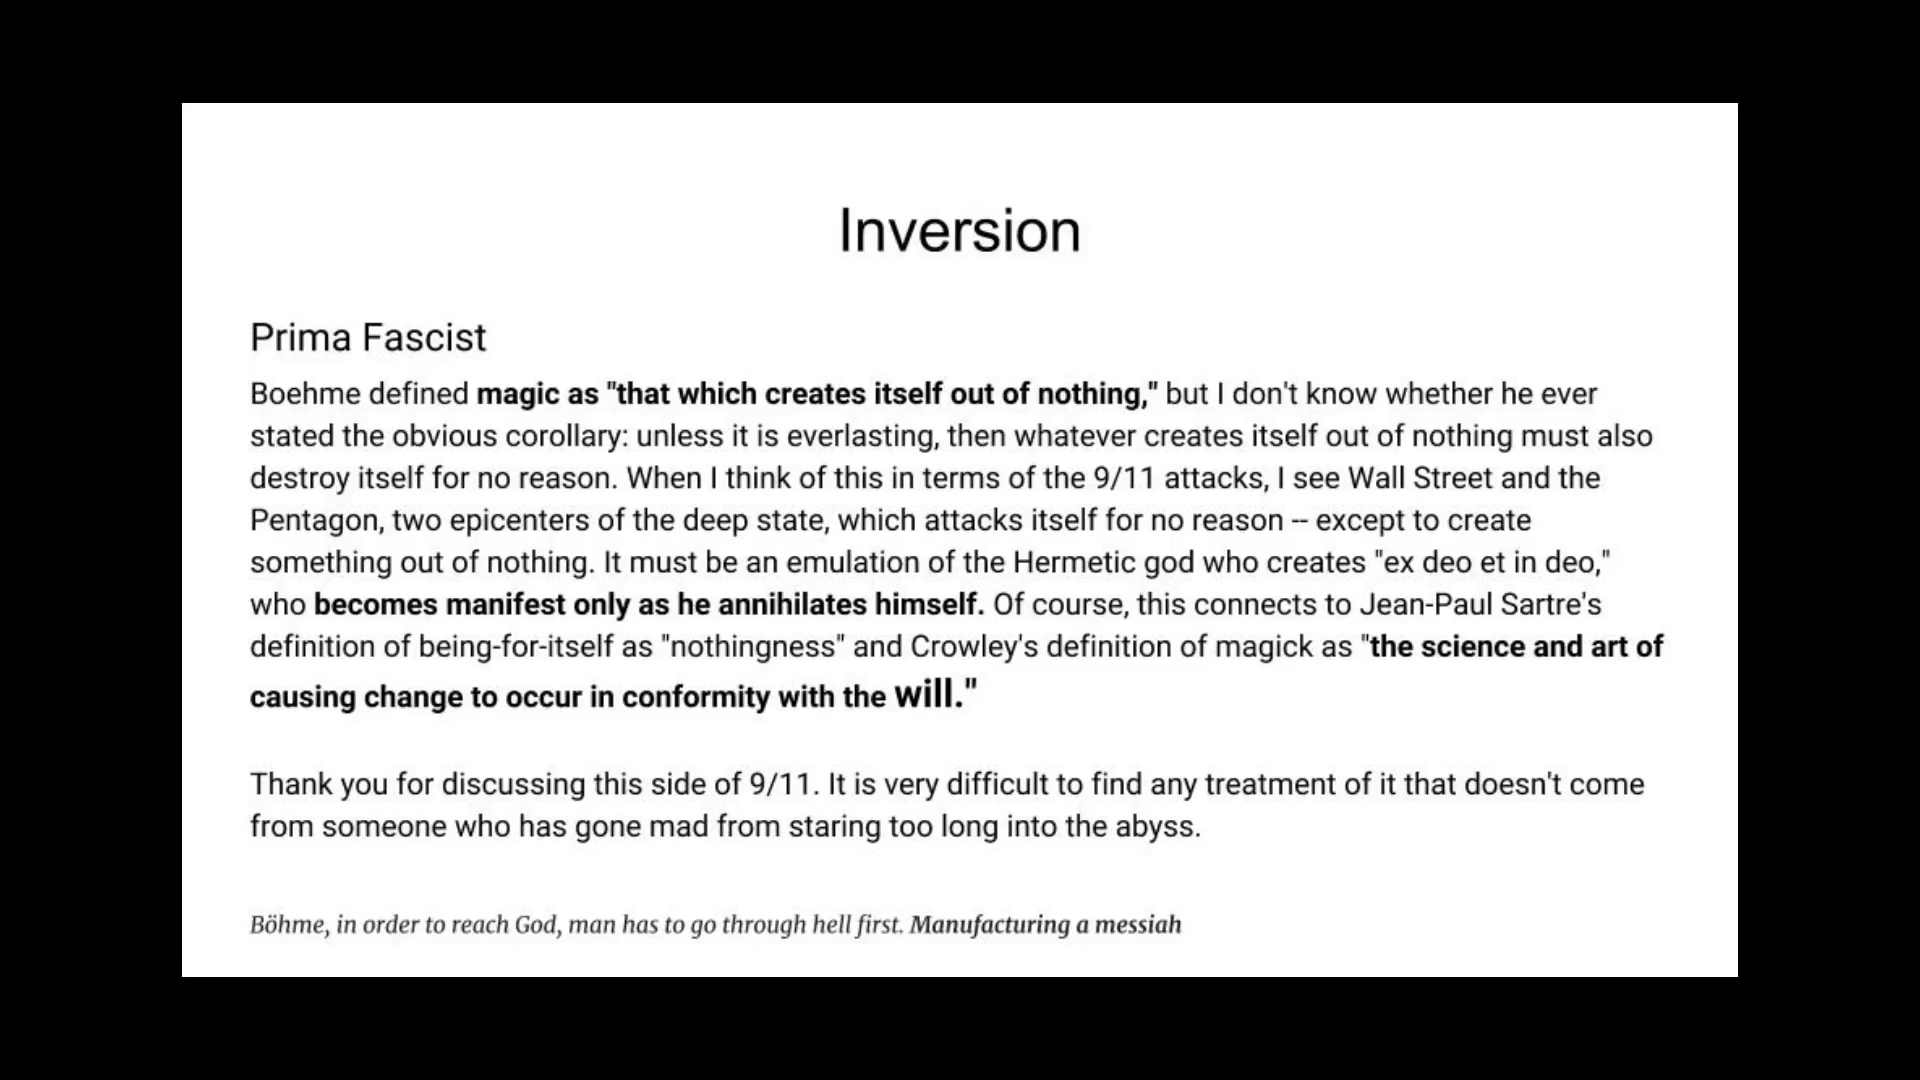 Inversion
Prima Fascist
Boehme defined magic as "that which creates itself out of nothing," but I don't know whether he ever
stated the obvious corollary: unless it is everlasting, then whatever creates itself out of nothing must also
destroy itself for no reason. When I think of this in terms of the 9/11 attacks, I see Wall Street and the
Pentagon, two epicenters of the deep state, which attacks itself for no reason -- except to create
something out of nothing. It must be an emulation of the Hermetic god who creates "ex deo et in deo,"
who becomes manifest only as he annihilates himself. Of course, this connects to Jean-Paul Sartre's
definition of being-for-itself as "nothingness" and Crowley's definition of magick as "the science and art of
causing change to occur in conformity with the will."
Thank you for discussing this side of 9/11. It is very difficult to find any treatment of it that doesn't come
from someone who has gone mad from staring too long into the abyss.
Böhme, in order to reach God, man has to go through hell first. Manufacturing a messiah